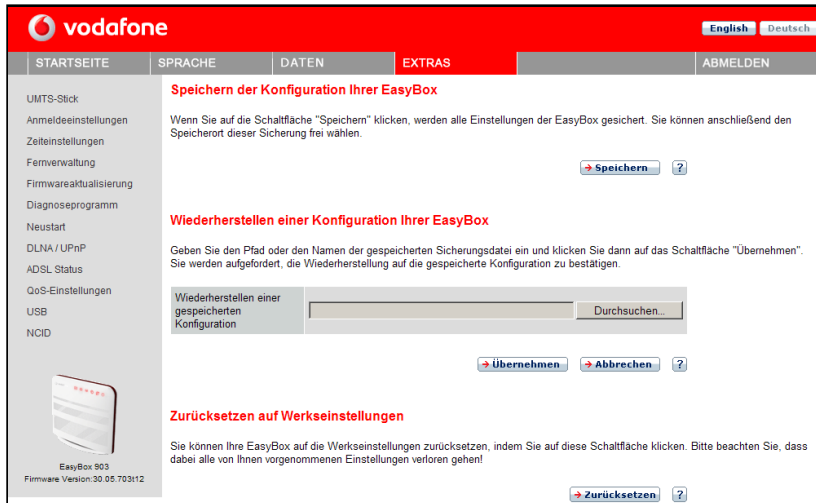 vodafone
English Deutsch
STARTSEITE SPRACHE DATEN EXTRAS ABMELDEN
UMTS-Stick
Anmeldeeinstellungen
Zeiteinstellungen
Fernverwaltung
Firmwareaktualisierung
Diagnoseprogramm
Neustart
DLNA / UPnP
ADSL Status
QoS-Einstellungen
USB
NCID
EasyBox 903
Firmware Version:30.05.703t12
Speichern der Konfiguration Ihrer EasyBox
Wenn Sie auf die Schaltfläche "Speichern" klicken, werden alle Einstellungen der EasyBox gesichert. Sie können anschließend den
Speicherort dieser Sicherung frei wählen.
Speichern ?
Wiederherstellen einer Konfiguration Ihrer EasyBox
Geben Sie den Pfad oder den Namen der gespeicherten Sicherungsdatei ein und klicken Sie dann auf das Schaltfläche "Übernehmen".
Sie werden aufgefordert, die Wiederherstellung auf die gespeicherte Konfiguration zu bestätigen.
Wiederherstellen einer
gespeicherten
Konfiguration
Durchsuchen...
Übernehmen Abbrechen ?
Zurücksetzen auf Werkseinstellungen
Sie können Ihre EasyBox auf die Werkseinstellungen zurücksetzen, indem Sie auf diese Schaltfläche klicken. Bitte beachten Sie, dass
dabei alle von Ihnen vorgenommenen Einstellungen verloren gehen!
Zurücksetzen ?